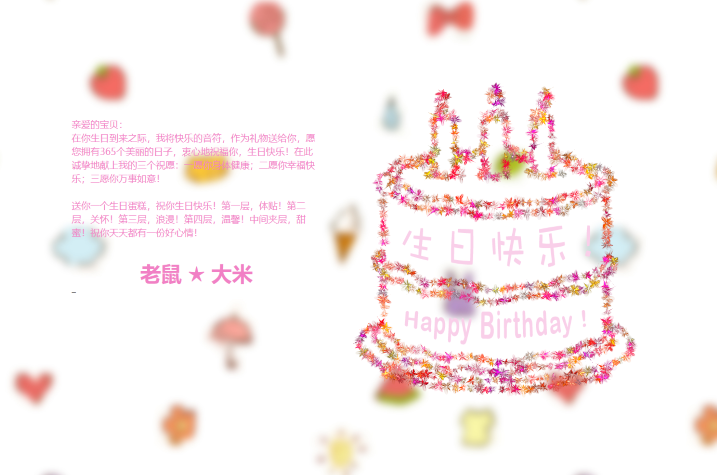 亲爱的宝贝：
在你生日到来之际，我将快乐的音符，作为礼物送给你，愿
您拥有365个美丽的日子，衷心地祝福你，生日快乐！在此
诚挚地献上我的三个祝愿：一愿你身体健康；二愿你幸福快
乐；三愿你万事如意！
送你一个生日蛋糕，祝你生日快乐！第一层，体贴！第二
层，关怀！第三层，浪漫！第四层，温馨！中间夹层，甜
蜜！祝你天天都有一份好心情！
老鼠 ★ 大米
_
生日快乐！
Happy Birthday !